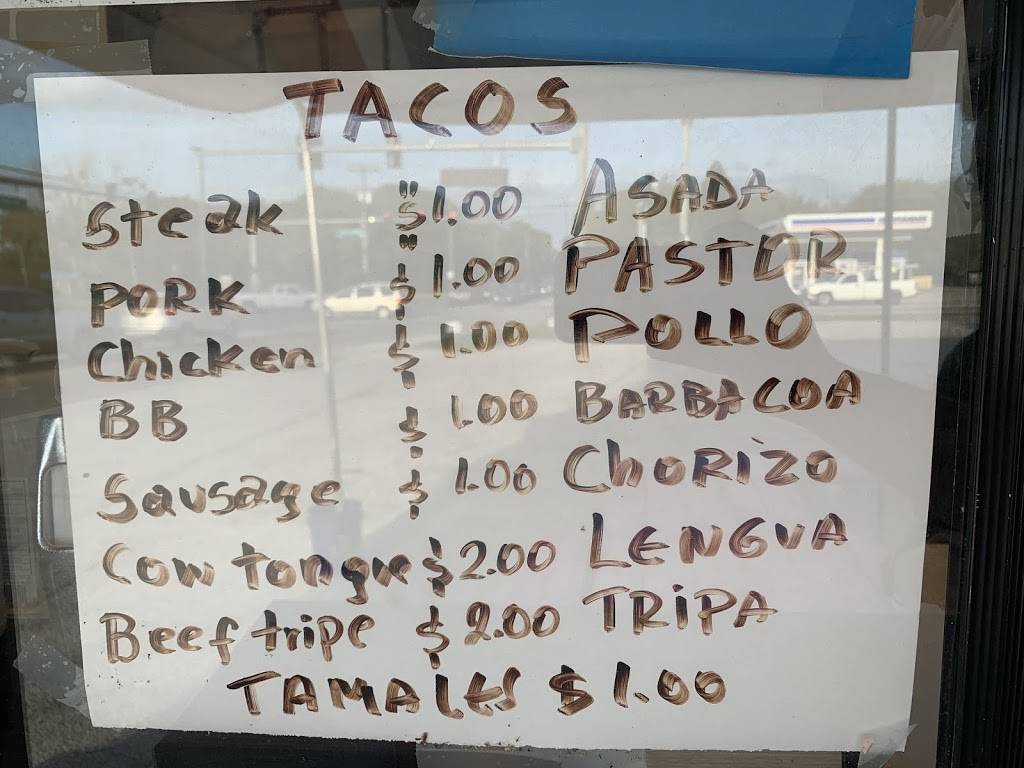 TACOS
Steak "$1.00" ASADA
PORK $1.00 PASTOR
Chicken $1.00 POLLO
BB $1.00 BARBACOA
Sausage $1.00 ChORiZO
Cow tongue $2.00 LENGUA
Beef tripe $2.00 TRiPA
TAMALES $1.00